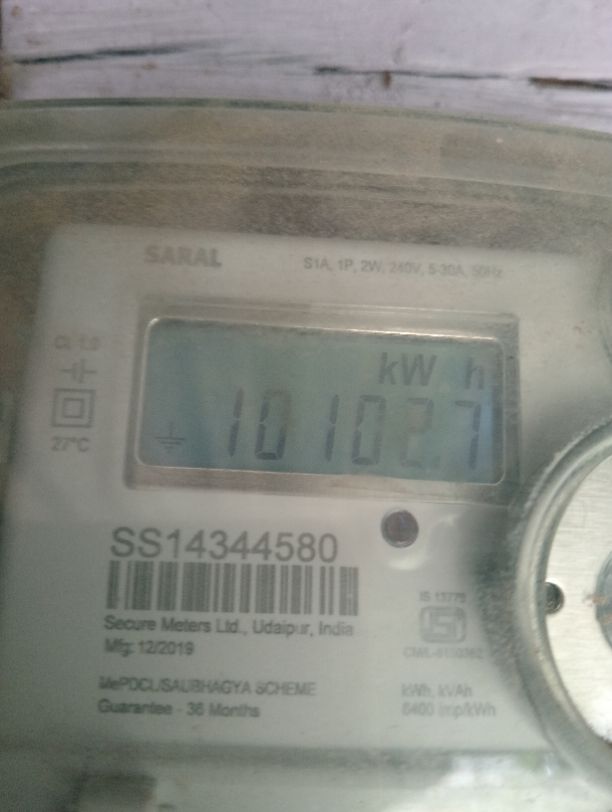 SARAL
S1A, 1P, 2W, 240V, 5-30A, 50Hz
Cl. 1.0
kW h
10102.7
27°C
SS14344580
IS 13779
Secure Meters Ltd., Udaipur, India
Mfg: 12/2019
MePDCL/SAUBHAGYA SCHEME
Guarantee - 36 Months
kWh, kVAh
6400 imp/kWh